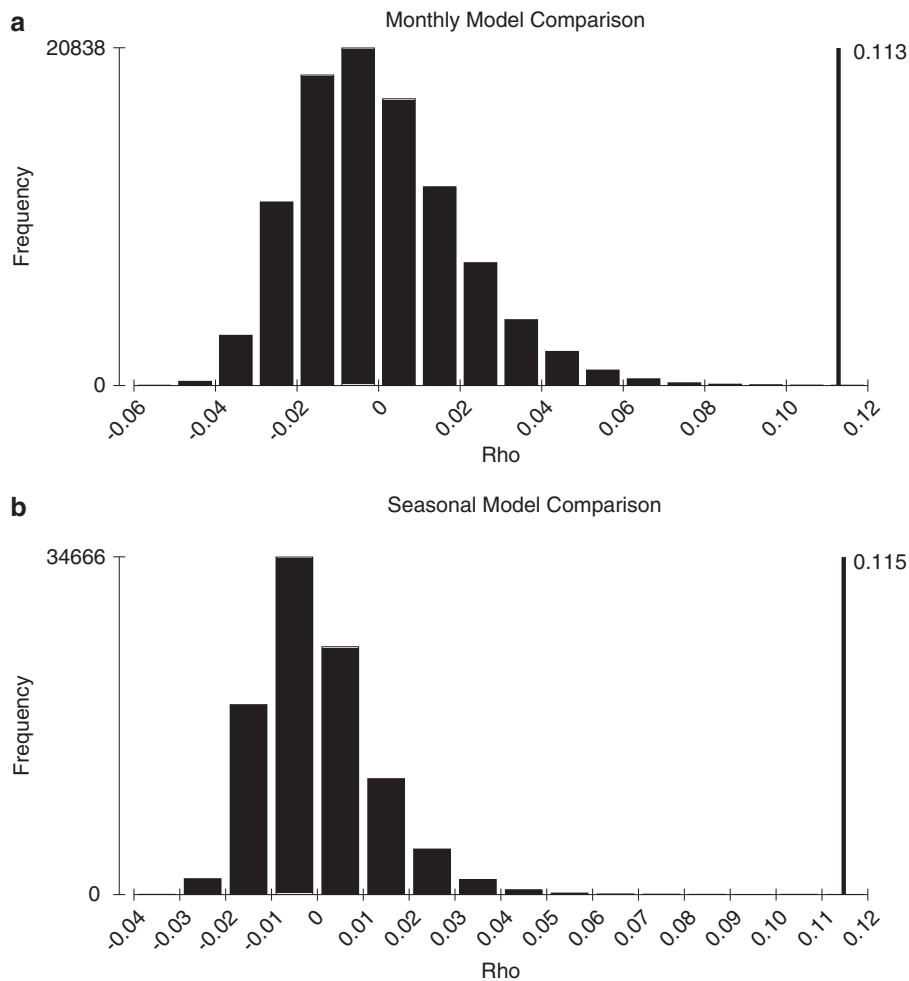 a
Monthly Model Comparison
20838
0.113
Frequency
0
-0.06 -0.04 -0.02 0 0.02 0.04 0.06 0.08 0.10 0.12
Rho
b
Seasonal Model Comparison
34666
0.115
Frequency
0
-0.04 -0.03 -0.02 -0.01 0 0.01 0.02 0.03 0.04 0.05 0.06 0.07 0.08 0.09 0.10 0.11 0.12
Rho